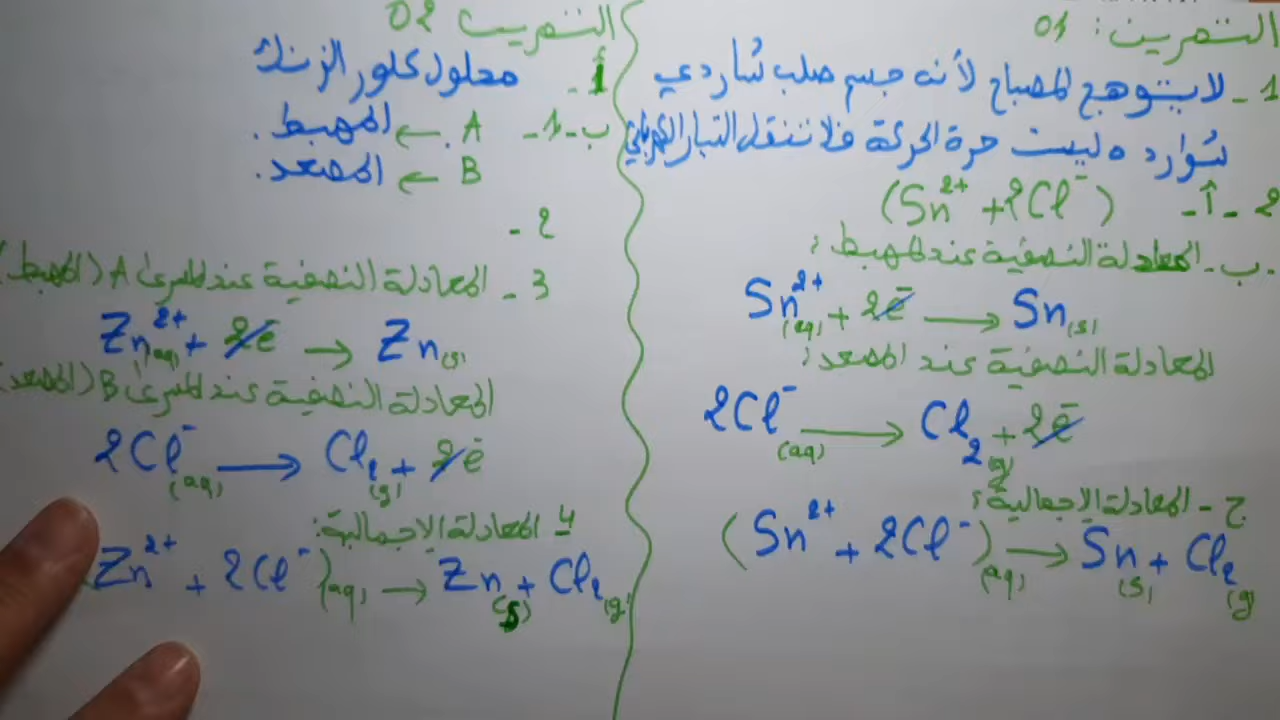 التمرين: 01
1 - لا يتوهج المصباح لأنه جسم صلب شاردي
شوارده ليست حرة الحركة فلا تنقل التيار الكهربائي
2 - أ - (Sn²⁺ + 2Cl⁻)
ب - المعادلة النصفية عند المهبط:
Sn²⁺(aq) + 2e⁻ → Sn(s)
المعادلة النصفية عند المصعد:
2Cl⁻(aq) → Cl₂(g) + 2e⁻
ج - المعادلة الإجمالية:
(Sn²⁺ + 2Cl⁻)(aq) → Sn(s) + Cl₂(g)
التمرين 02
أ - محلول كلور الزنك
ب - 1 - A ← المهبط.
B ← المصعد.
2 -
3 - المعادلة النصفية عند المسرى A (المهبط)
Zn²⁺(aq) + 2e⁻ → Zn(s)
المعادلة النصفية عند المسرى B (المصعد)
2Cl⁻(aq) → Cl₂(g) + 2e⁻
4 المعادلة الإجمالية:
Zn²⁺ + 2Cl⁻)(aq) → Zn(s) + Cl₂(g)